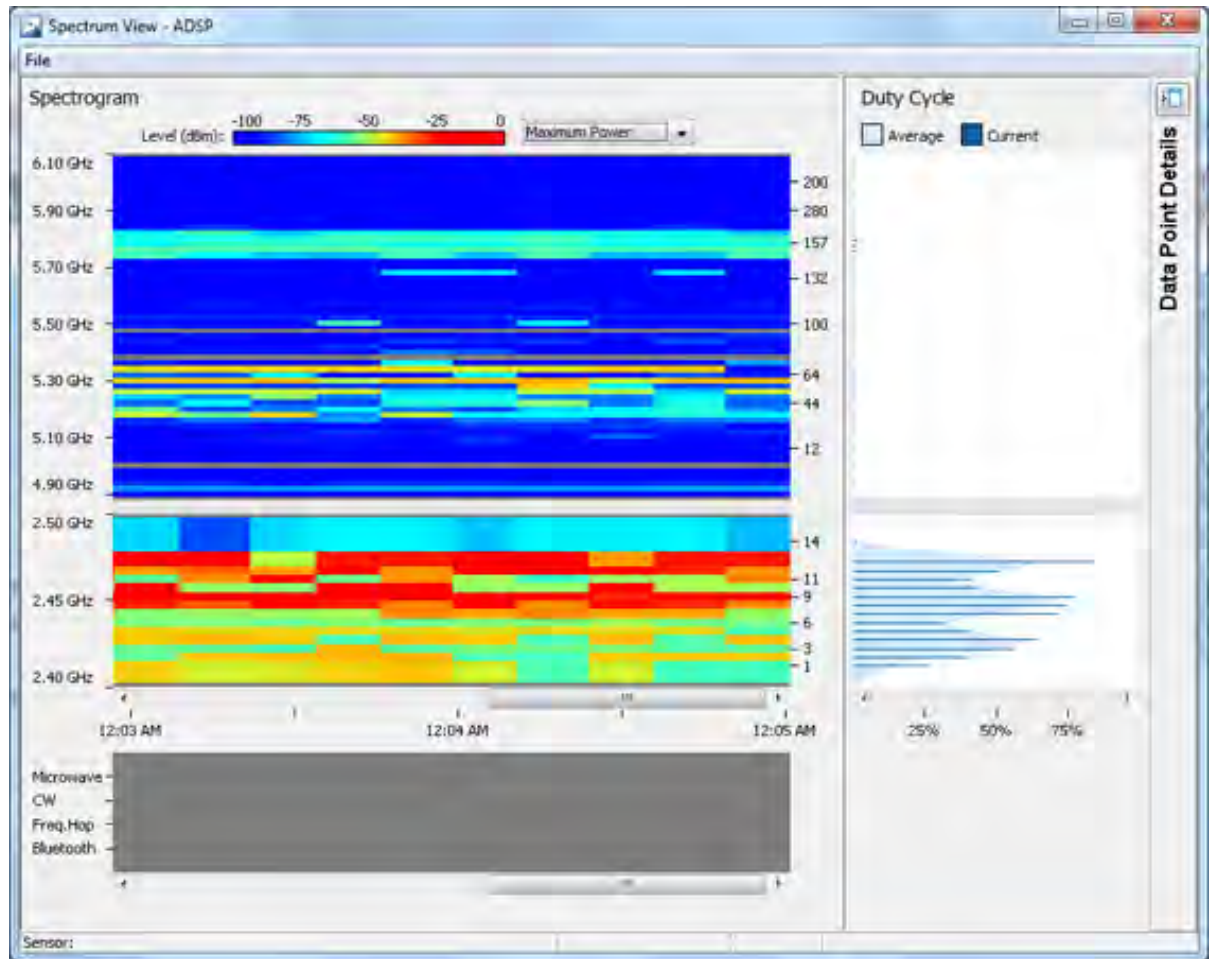 Spectrum View - ADSP
File
Spectrogram
Level (dBm):
-100 -75 -50 -25 0
Maximum Power
6.10 GHz
5.90 GHz
5.70 GHz
5.50 GHz
5.30 GHz
5.10 GHz
4.90 GHz
200
280
157
132
100
64
44
12
2.50 GHz
2.45 GHz
2.40 GHz
14
11
9
6
3
1
12:03 AM 12:04 AM 12:05 AM
Microwave
CW
Freq.Hop
Bluetooth
Duty Cycle
Average Current
25% 50% 75%
Data Point Details
Sensor: